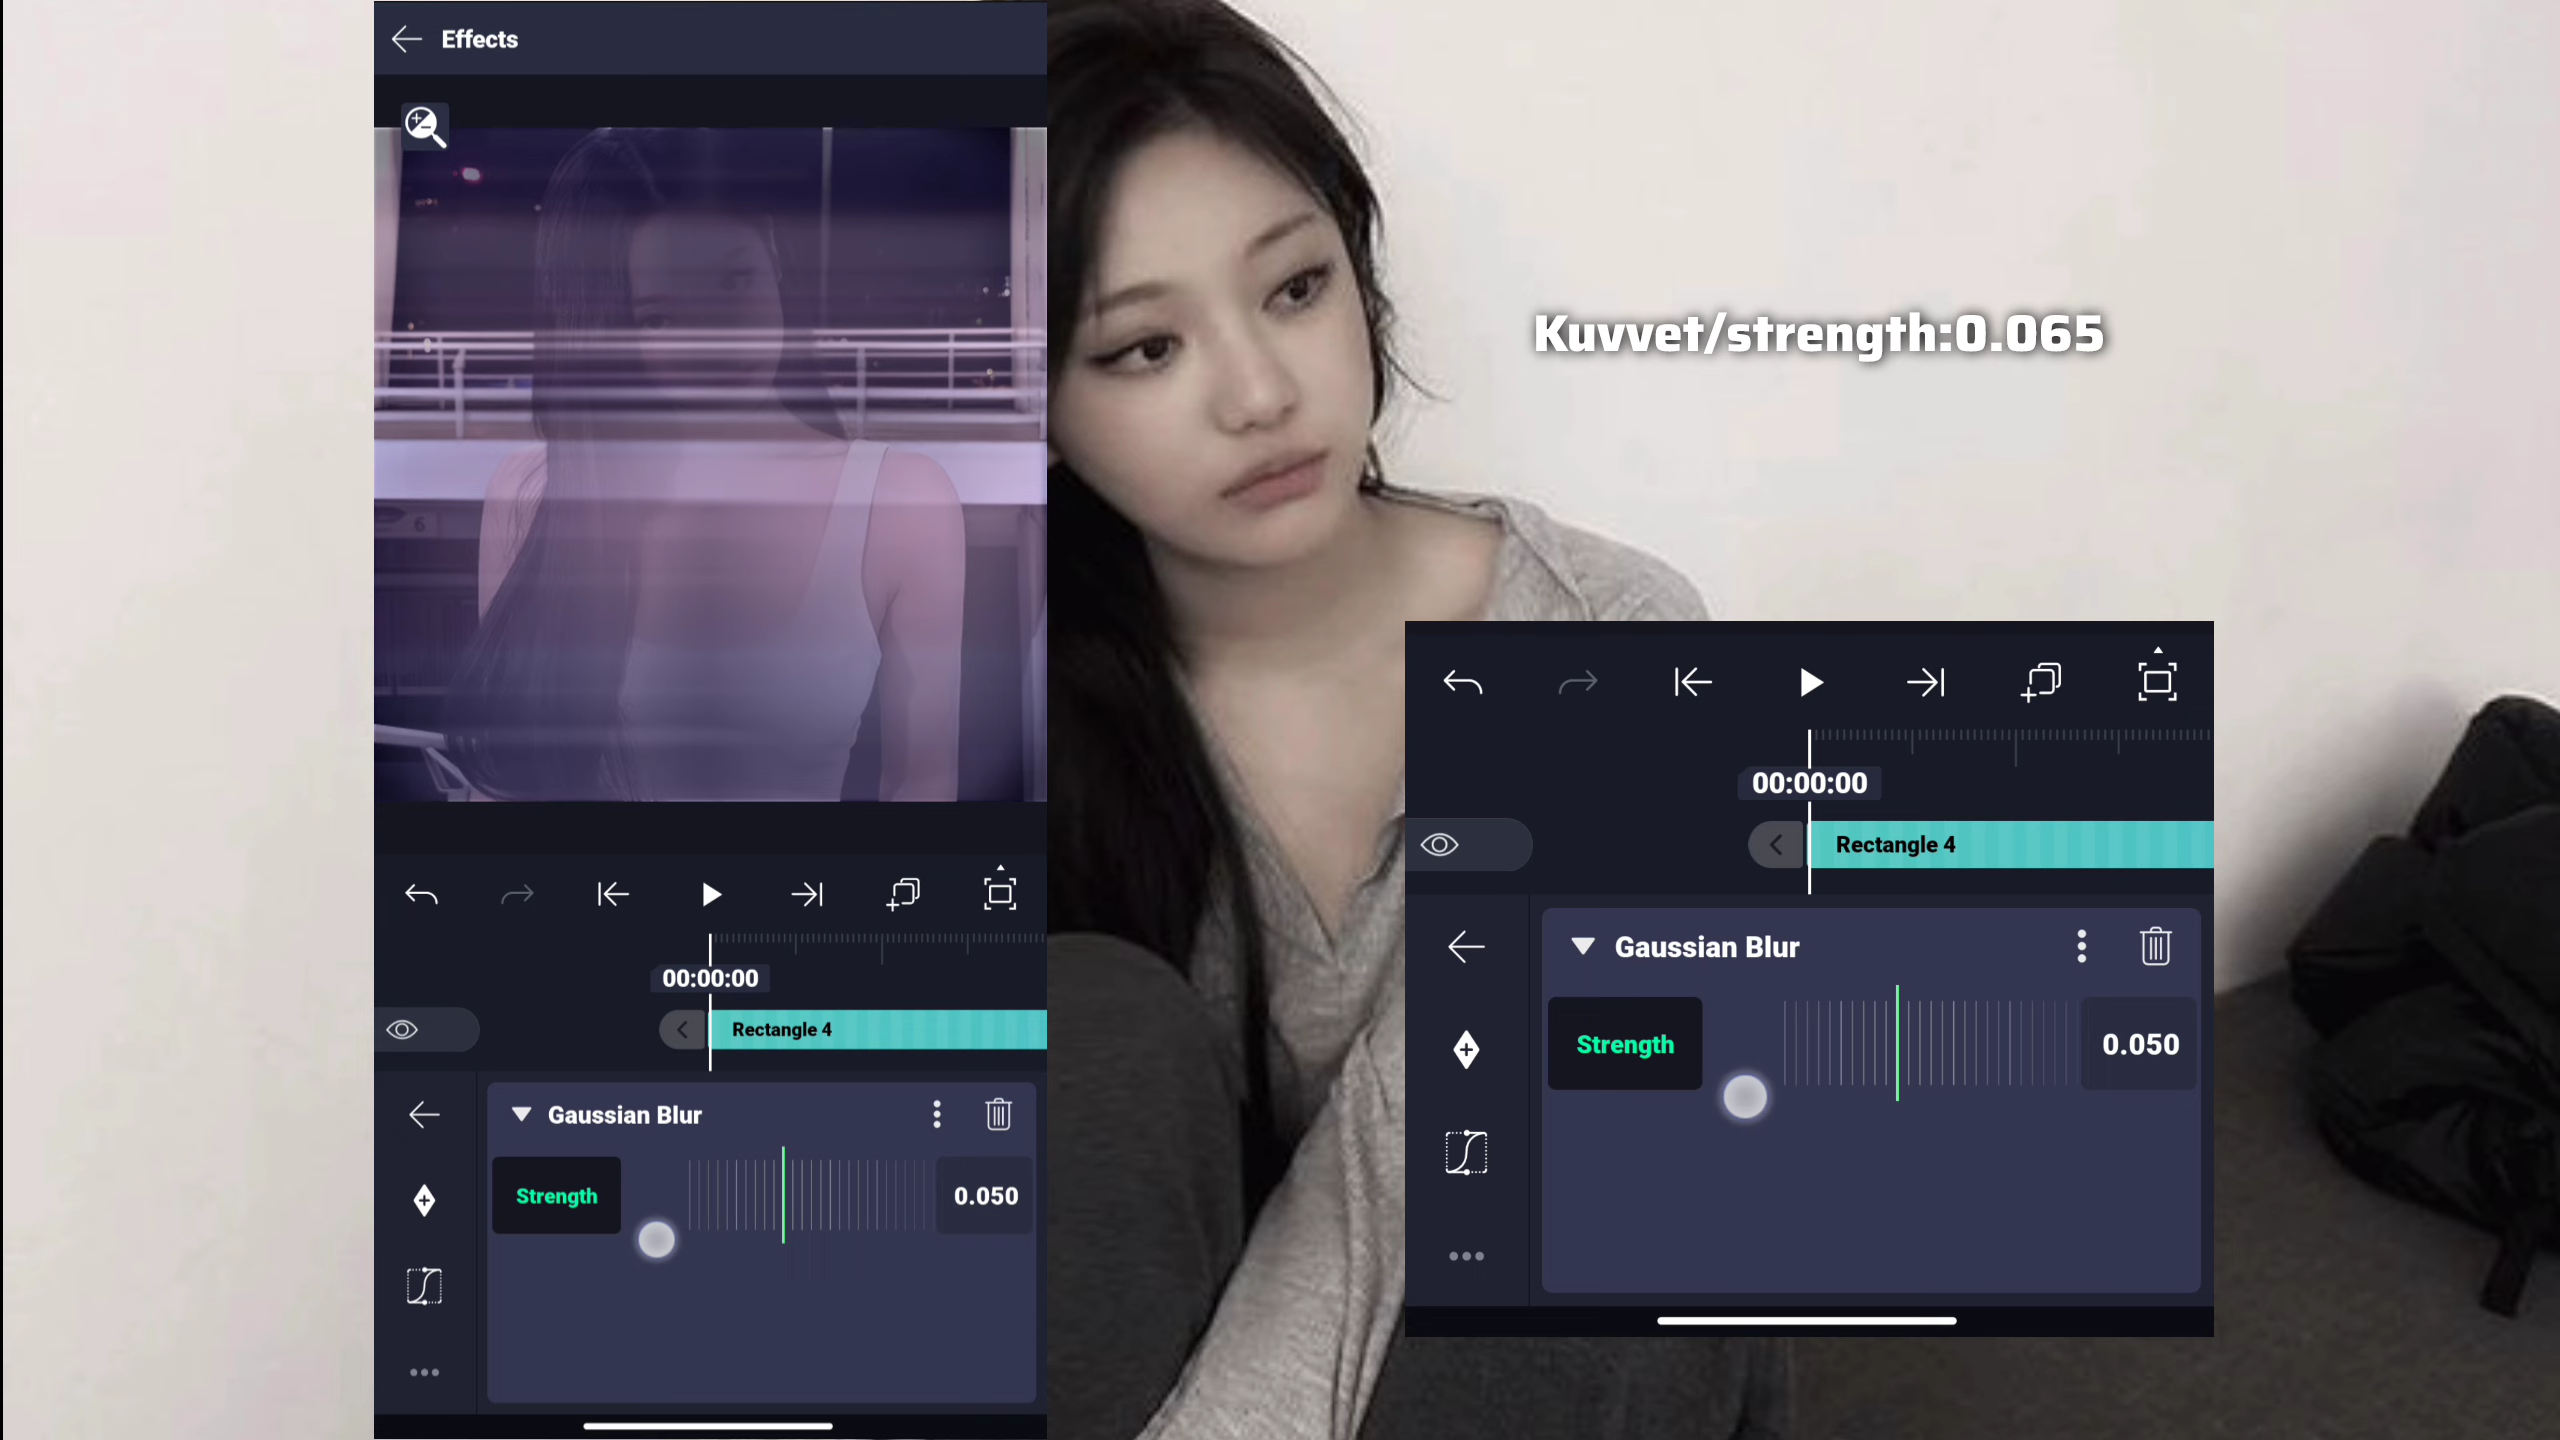 Effects
6
00:00:00
Rectangle 4
Gaussian Blur
Strength
0.050
Kuvvet/strength:0.065
00:00:00
Rectangle 4
Gaussian Blur
Strength
0.050